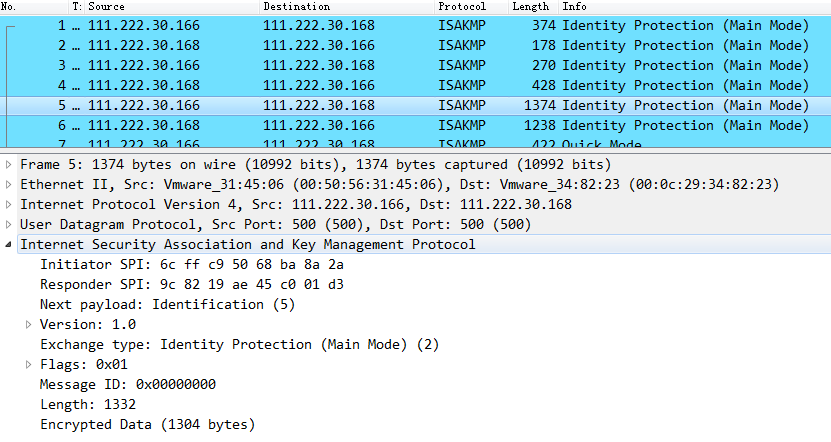 No. T: Source Destination Protocol Length Info
1 … 111.222.30.166 111.222.30.168 ISAKMP 374 Identity Protection (Main Mode)
2 … 111.222.30.168 111.222.30.166 ISAKMP 178 Identity Protection (Main Mode)
3 … 111.222.30.166 111.222.30.168 ISAKMP 270 Identity Protection (Main Mode)
4 … 111.222.30.168 111.222.30.166 ISAKMP 428 Identity Protection (Main Mode)
5 … 111.222.30.166 111.222.30.168 ISAKMP 1374 Identity Protection (Main Mode)
6 … 111.222.30.168 111.222.30.166 ISAKMP 1238 Identity Protection (Main Mode)
7 … 111.222.30.166 111.222.30.168 ISAKMP 422 Quick Mode
Frame 5: 1374 bytes on wire (10992 bits), 1374 bytes captured (10992 bits)
Ethernet II, Src: Vmware_31:45:06 (00:50:56:31:45:06), Dst: Vmware_34:82:23 (00:0c:29:34:82:23)
Internet Protocol Version 4, Src: 111.222.30.166, Dst: 111.222.30.168
User Datagram Protocol, Src Port: 500 (500), Dst Port: 500 (500)
Internet Security Association and Key Management Protocol
Initiator SPI: 6c ff c9 50 68 ba 8a 2a
Responder SPI: 9c 82 19 ae 45 c0 01 d3
Next payload: Identification (5)
Version: 1.0
Exchange type: Identity Protection (Main Mode) (2)
Flags: 0x01
Message ID: 0x00000000
Length: 1332
Encrypted Data (1304 bytes)